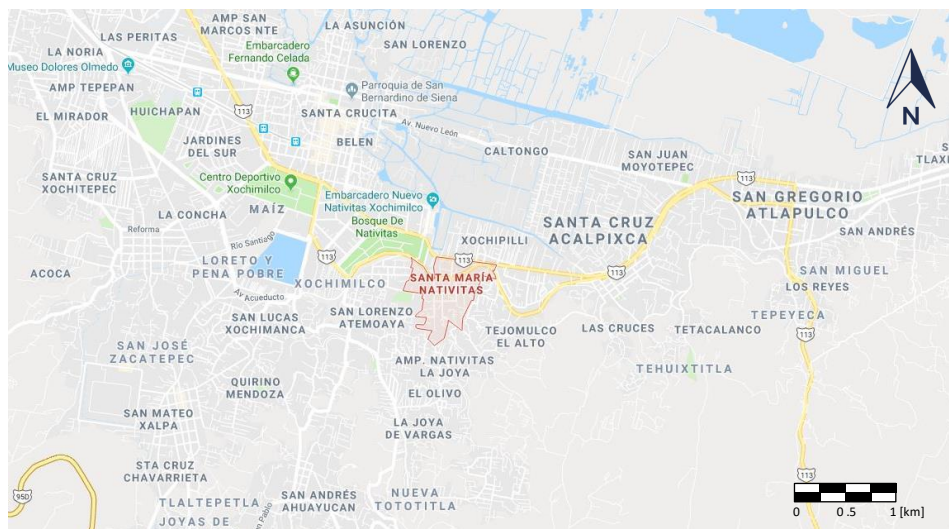 AMP SAN
MARCOS NTE
LA ASUNCIÓN
LAS PERITAS
SAN LORENZO
Embarcadero
Fernando Celada
LA NORIA
Museo Dolores Olmedo
AMP TEPEPAN
Parroquia de San
Bernardino de Siena
N
EL MIRADOR
HUICHAPAN
113
SANTA CRUCITA
Av. Nuevo León
JARDINES
DEL SUR
BELEN
CALTONGO
SAN JUAN
MOYOTEPEC
S
TLAXI
SANTA CRUZ
XOCHITEPEC
Centro Deportivo
Xochimilco
113
Embarcadero Nuevo
Nativitas Xochimilco
SAN GREGORIO
ATLAPULCO
LA CONCHA
MAÍZ
Bosque De
Nativitas
SANTA CRUZ
ACALPIXCA
Reforma
Río Santiago
XOCHIPILLI
SAN ANDRÉS
113
113
LORETO Y
PENA POBRE
ACOCA
113
SANTA MARÍA
NATIVITAS
SAN MIGUEL
XOCHIMILCO
LOS REYES
Av Acueducto
SAN LUCAS
XOCHIMANCA
SAN LORENZO
ATEMOAYA
TEPEYECA
TEJOMULCO
EL ALTO
LAS CRUCES
TETACALANCO
113
SAN JOSÉ
ZACATEPEC
AMP. NATIVITAS
LA JOYA
TEHUIXTITLA
QUIRINO
MENDOZA
EL OLIVO
SAN MATEO
XALPA
LA JOYA
DE VARGAS
STA CRUZ
CHAVARRIETA
113
95D
TLALTEPETLA
SAN ANDRÉS
AHUAYUCAN
NUEVA
TOTOTITLA
0 0.5 1 [km]
JOYAS DE
n Pablo